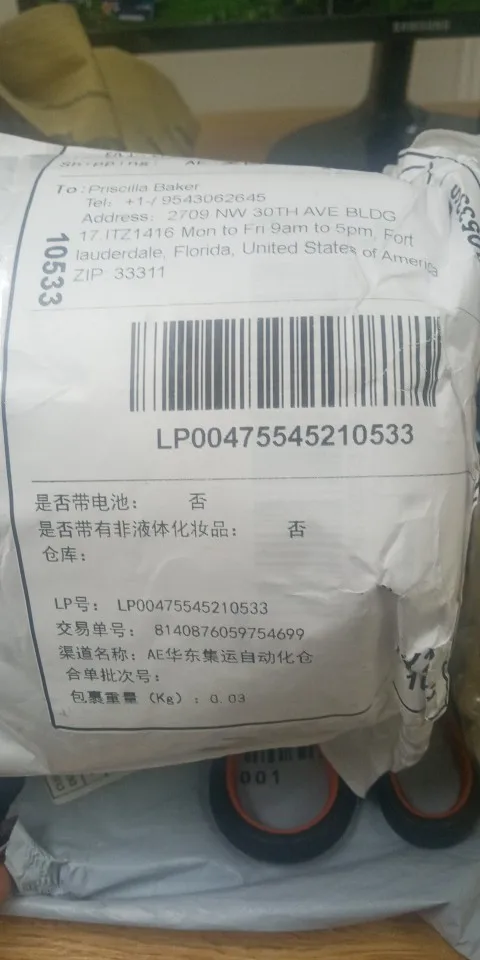 SAMSUNG
To: Priscilla Baker
Tel: +1-/ 9543062645
Address: 2709 NW 30TH AVE BLDG
17 ITZ1416 Mon to Fri 9am to 5pm, Fort
lauderdale, Florida, United States of America
ZIP: 33311
10533
LP00475545210533
是否带电池: 否
是否带有非液体化妆品: 否
仓库:
LP号: LP00475545210533
交易单号: 8140876059754699
渠道名称: AE华东集运自动化仓
合单批次号:
包裹重量 (Kg) : 0.03
001